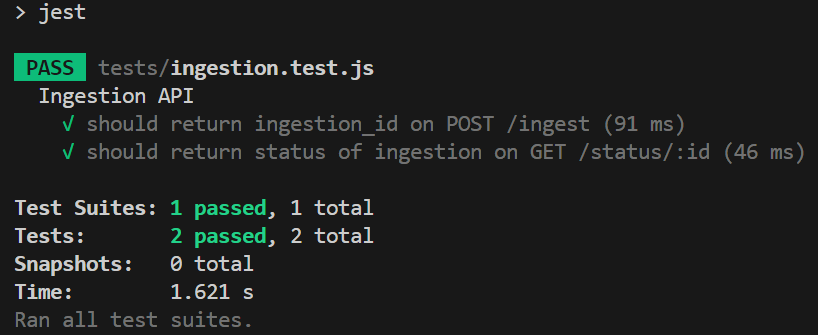 > jest
PASS tests/ingestion.test.js
Ingestion API
√ should return ingestion_id on POST /ingest (91 ms)
√ should return status of ingestion on GET /status/:id (46 ms)
Test Suites: 1 passed, 1 total
Tests: 2 passed, 2 total
Snapshots: 0 total
Time: 1.621 s
Ran all test suites.